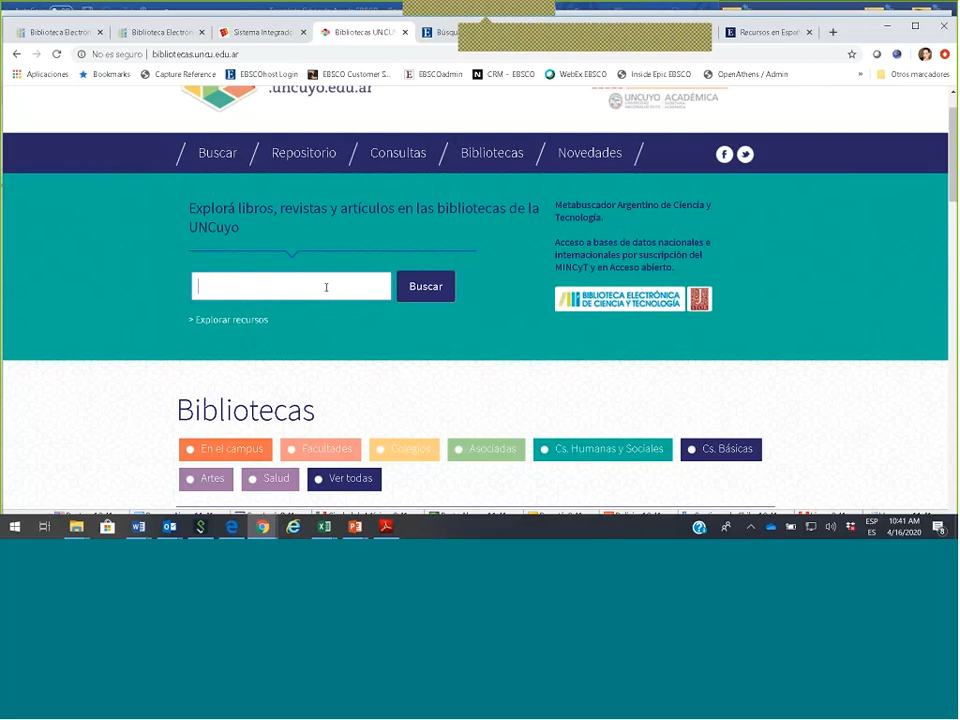 Biblioteca Electrón
Biblioteca Electrón
Sistema Integrado
Bibliotecas UNCU
Búsqu
Recursos en Españ
No es seguro | bibliotecas.uncu.edu.ar
Aplicaciones
Bookmarks
Capture Reference
EBSCOhost Login
EBSCO Customer S...
EBSCOadmin
CRM - EBSCO
WebEx EBSCO
Inside Epic EBSCO
OpenAthens / Admin
»
Otros marcadores
.uncuyo.edu.ar
UNCUYO ACADÉMICA
Buscar
Repositorio
Consultas
Bibliotecas
Novedades
Explorá libros, revistas y artículos en las bibliotecas de la
UNCuyo
Buscar
> Explorar recursos
Metabuscador Argentino de Ciencia y
Tecnología.
Acceso a bases de datos nacionales e
internacionales por suscripción del
MINCyT y en Acceso abierto.
BIBLIOTECA ELECTRÓNICA
DE CIENCIA Y TECNOLOGÍA
Bibliotecas
En el campus
Facultades
Colegios
Asociadas
Cs. Humanas y Sociales
Cs. Básicas
Artes
Salud
Ver todas
ESP
ES
10:41 AM
4/16/2020